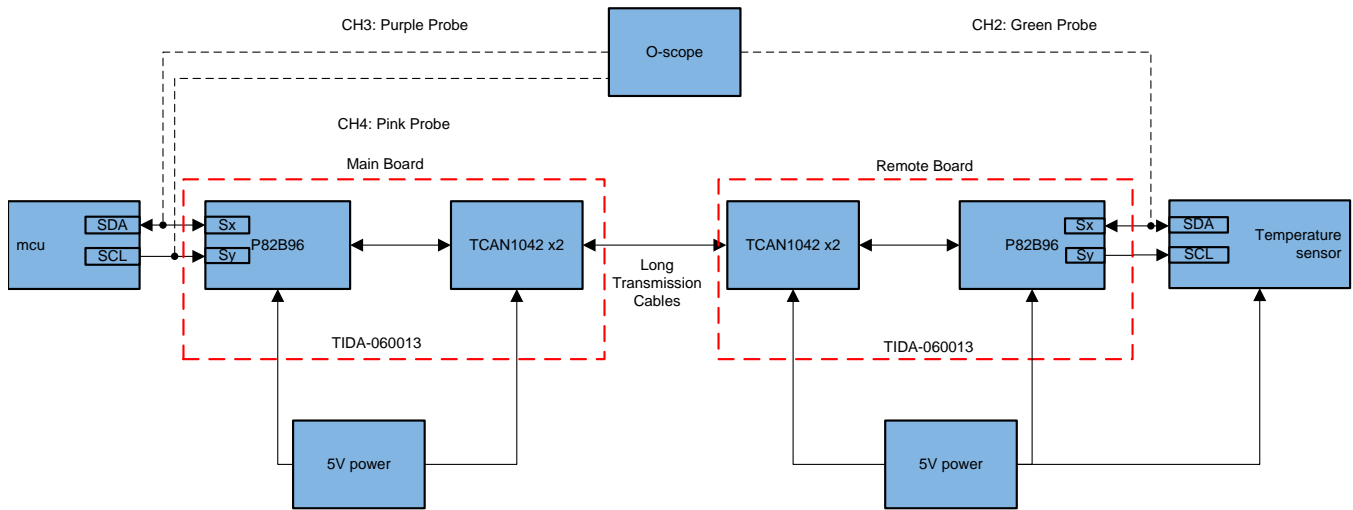 CH3: Purple Probe
O-scope
CH2: Green Probe
CH4: Pink Probe
Main Board
Remote Board
mcu
SDA
SCL
Sx
Sy
P82B96
TCAN1042 x2
Long
Transmission
Cables
TCAN1042 x2
P82B96
Sx
Sy
SDA
SCL
Temperature
sensor
TIDA-060013
TIDA-060013
5V power
5V power